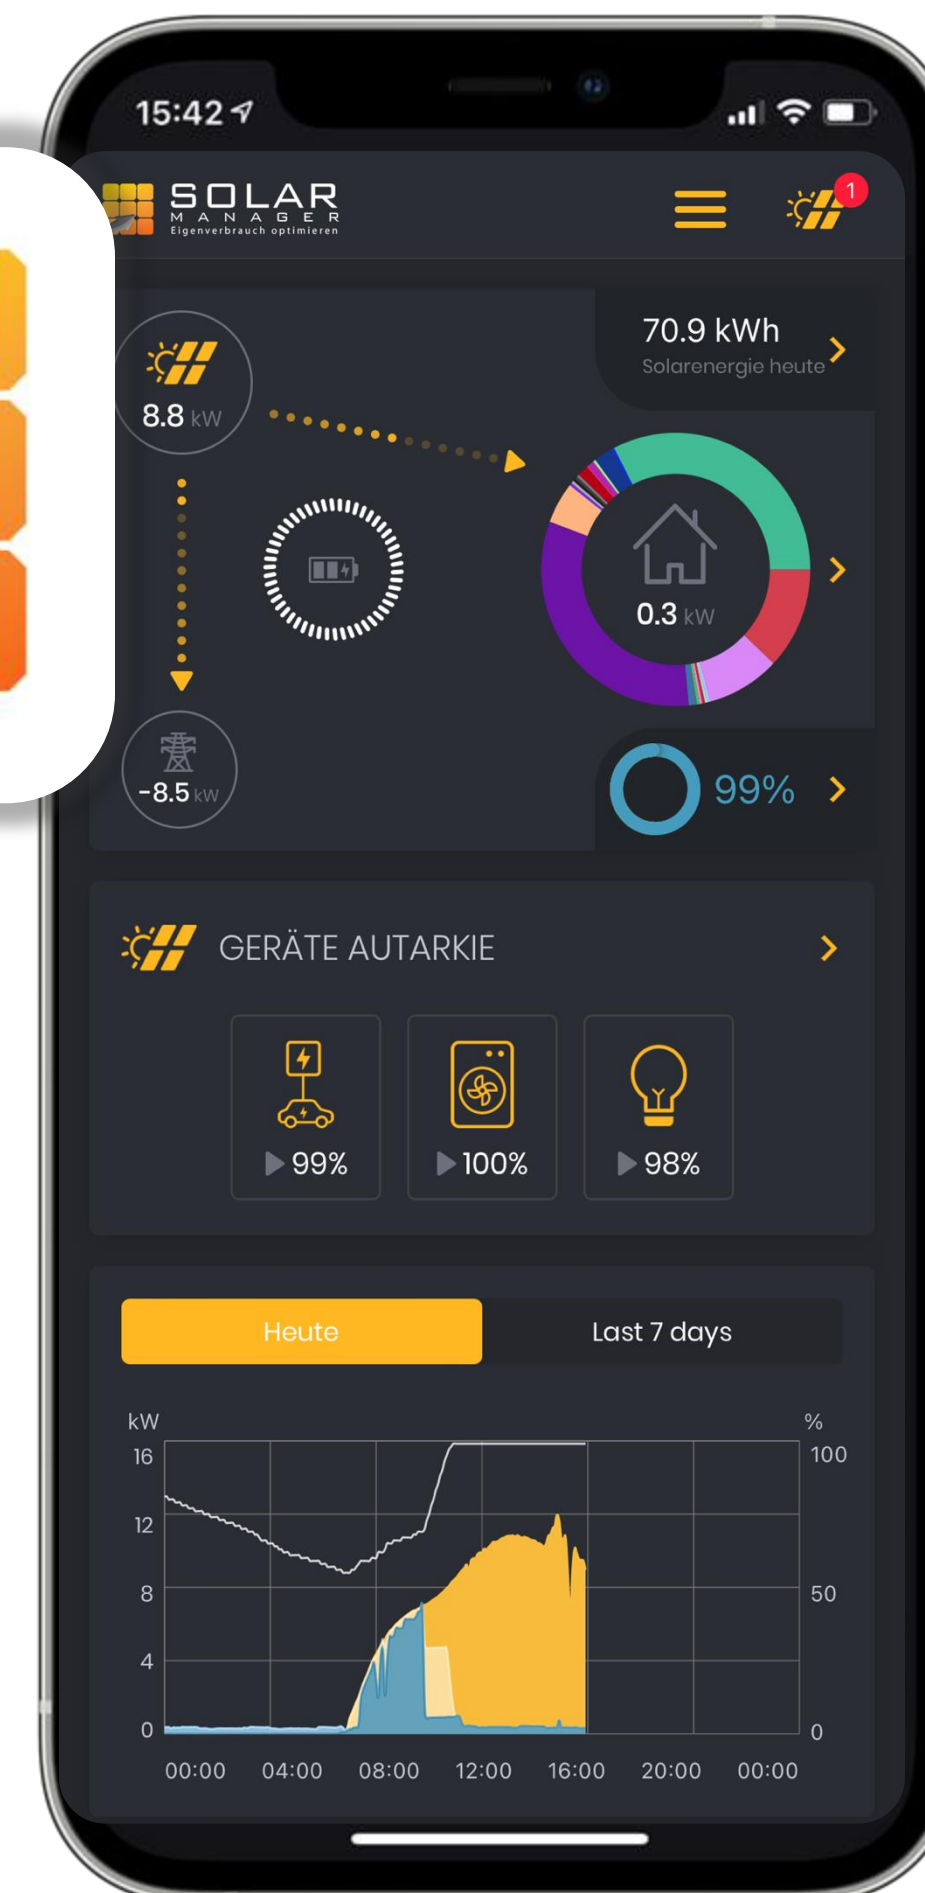 15:42
SOLAR
MANAGER
Eigenverbrauch optimieren
1
70.9 kWh
Solarenergie heute
8.8 kW
0.3 kW
-8.5 kW
99%
GERÄTE AUTARKIE
99%
100%
98%
Heute
Last 7 days
kW
%
16
100
12
8
50
4
0
0
00:00
04:00
08:00
12:00
16:00
20:00
00:00